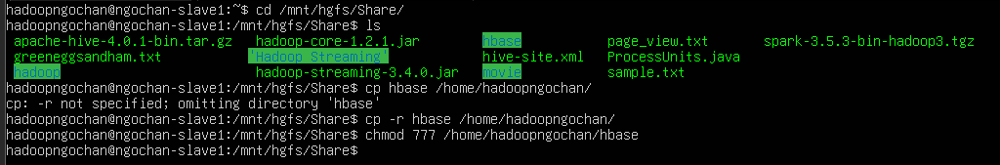 hadoopngochan@ngochan-slave1:~$ cd /mnt/hgfs/Share/
hadoopngochan@ngochan-slave1:/mnt/hgfs/Share$ ls
apache-hive-4.0.1-bin.tar.gz hadoop-core-1.2.1.jar hbase page_view.txt spark-3.5.3-bin-hadoop3.tgz
greeneggsandham.txt 'Hadoop Streaming' hive-site.xml ProcessUnits.java
hadoop hadoop-streaming-3.4.0.jar movie sample.txt
hadoopngochan@ngochan-slave1:/mnt/hgfs/Share$ cp hbase /home/hadoopngochan/
cp: -r not specified; omitting directory 'hbase'
hadoopngochan@ngochan-slave1:/mnt/hgfs/Share$ cp -r hbase /home/hadoopngochan/
hadoopngochan@ngochan-slave1:/mnt/hgfs/Share$ chmod 777 /home/hadoopngochan/hbase
hadoopngochan@ngochan-slave1:/mnt/hgfs/Share$